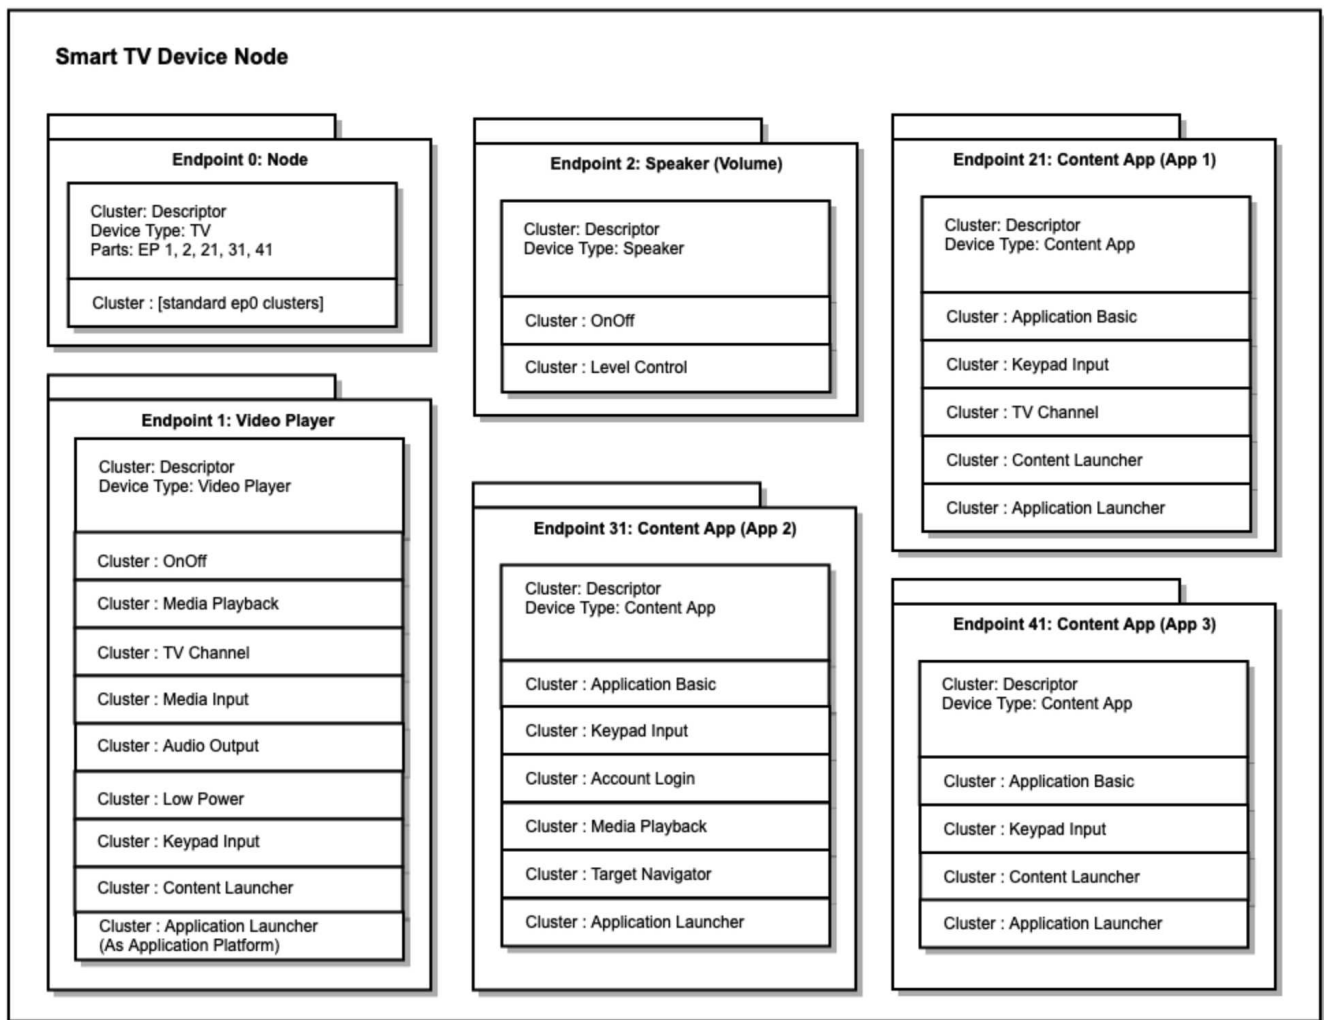 Smart TV Device Node
Endpoint 0: Node
Cluster: Descriptor
Device Type: TV
Parts: EP 1, 2, 21, 31, 41
Cluster : [standard ep0 clusters]
Endpoint 1: Video Player
Cluster: Descriptor
Device Type: Video Player
Cluster : OnOff
Cluster : Media Playback
Cluster : TV Channel
Cluster : Media Input
Cluster : Audio Output
Cluster : Low Power
Cluster : Keypad Input
Cluster : Content Launcher
Cluster : Application Launcher
(As Application Platform)
Endpoint 2: Speaker (Volume)
Cluster: Descriptor
Device Type: Speaker
Cluster : OnOff
Cluster : Level Control
Endpoint 31: Content App (App 2)
Cluster: Descriptor
Device Type: Content App
Cluster : Application Basic
Cluster : Keypad Input
Cluster : Account Login
Cluster : Media Playback
Cluster : Target Navigator
Cluster : Application Launcher
Endpoint 21: Content App (App 1)
Cluster: Descriptor
Device Type: Content App
Cluster : Application Basic
Cluster : Keypad Input
Cluster : TV Channel
Cluster : Content Launcher
Cluster : Application Launcher
Endpoint 41: Content App (App 3)
Cluster: Descriptor
Device Type: Content App
Cluster : Application Basic
Cluster : Keypad Input
Cluster : Content Launcher
Cluster : Application Launcher